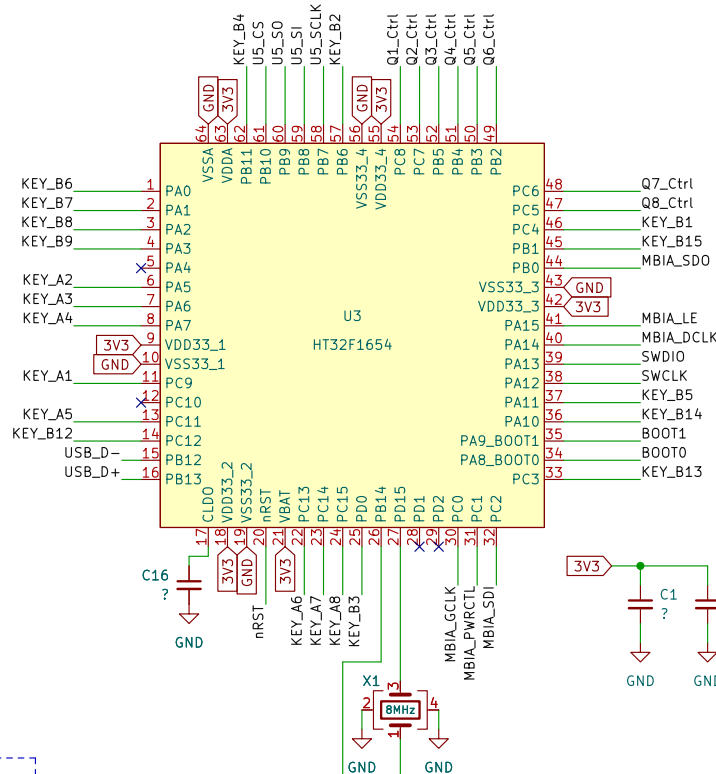 KEY_B4
U5_CS
U5_SO
U5_SI
U5_SCLK
KEY_B2
Q1_Ctrl
Q2_Ctrl
Q3_Ctrl
Q4_Ctrl
Q5_Ctrl
Q6_Ctrl
GND
3V3
GND
3V3
64
63
62
61
60
59
58
57
56
55
54
53
52
51
50
49
VSSA
VDDA
PB11
PB10
PB9
PB8
PB7
PB6
VSS33_4
VDD33_4
PC8
PC7
PB5
PB4
PB3
PB2
KEY_B6 1 PA0
KEY_B7 2 PA1
KEY_B8 3 PA2
KEY_B9 4 PA3
5 PA4
KEY_A2 6 PA5
KEY_A3 7 PA6
KEY_A4 8 PA7
3V3 9 VDD33_1
GND 10 VSS33_1
KEY_A1 11 PC9
12 PC10
KEY_A5 13 PC11
KEY_B12 14 PC12
USB_D- 15 PB12
USB_D+ 16 PB13
U3
HT32F1654
PC6 48 Q7_Ctrl
PC5 47 Q8_Ctrl
PC4 46 KEY_B1
PB1 45 KEY_B15
PB0 44 MBIA_SDO
VSS33_3 43 GND
VDD33_3 42 3V3
PA15 41 MBIA_LE
PA14 40 MBIA_DCLK
PA13 39 SWDIO
PA12 38 SWCLK
PA11 37 KEY_B5
PA10 36 KEY_B14
PA9_BOOT1 35 BOOT1
PA8_BOOT0 34 BOOT0
PC3 33 KEY_B13
CLDO
VDD33_2
VSS33_2
nRST
VBAT
PC13
PC14
PC15
PD0
PB14
PD15
PD1
PD2
PC0
PC1
PC2
17
18
19
20
21
22
23
24
25
26
27
28
29
30
31
32
3V3
GND
nRST
3V3
KEY_A6
KEY_A7
KEY_A8
KEY_B3
MBIA_GCLK
MBIA_PWRCTL
MBIA_SDI
C16
?
GND
3V3
C1
?
GND
GND
X1
3
2
8MHz
4
1
GND
GND